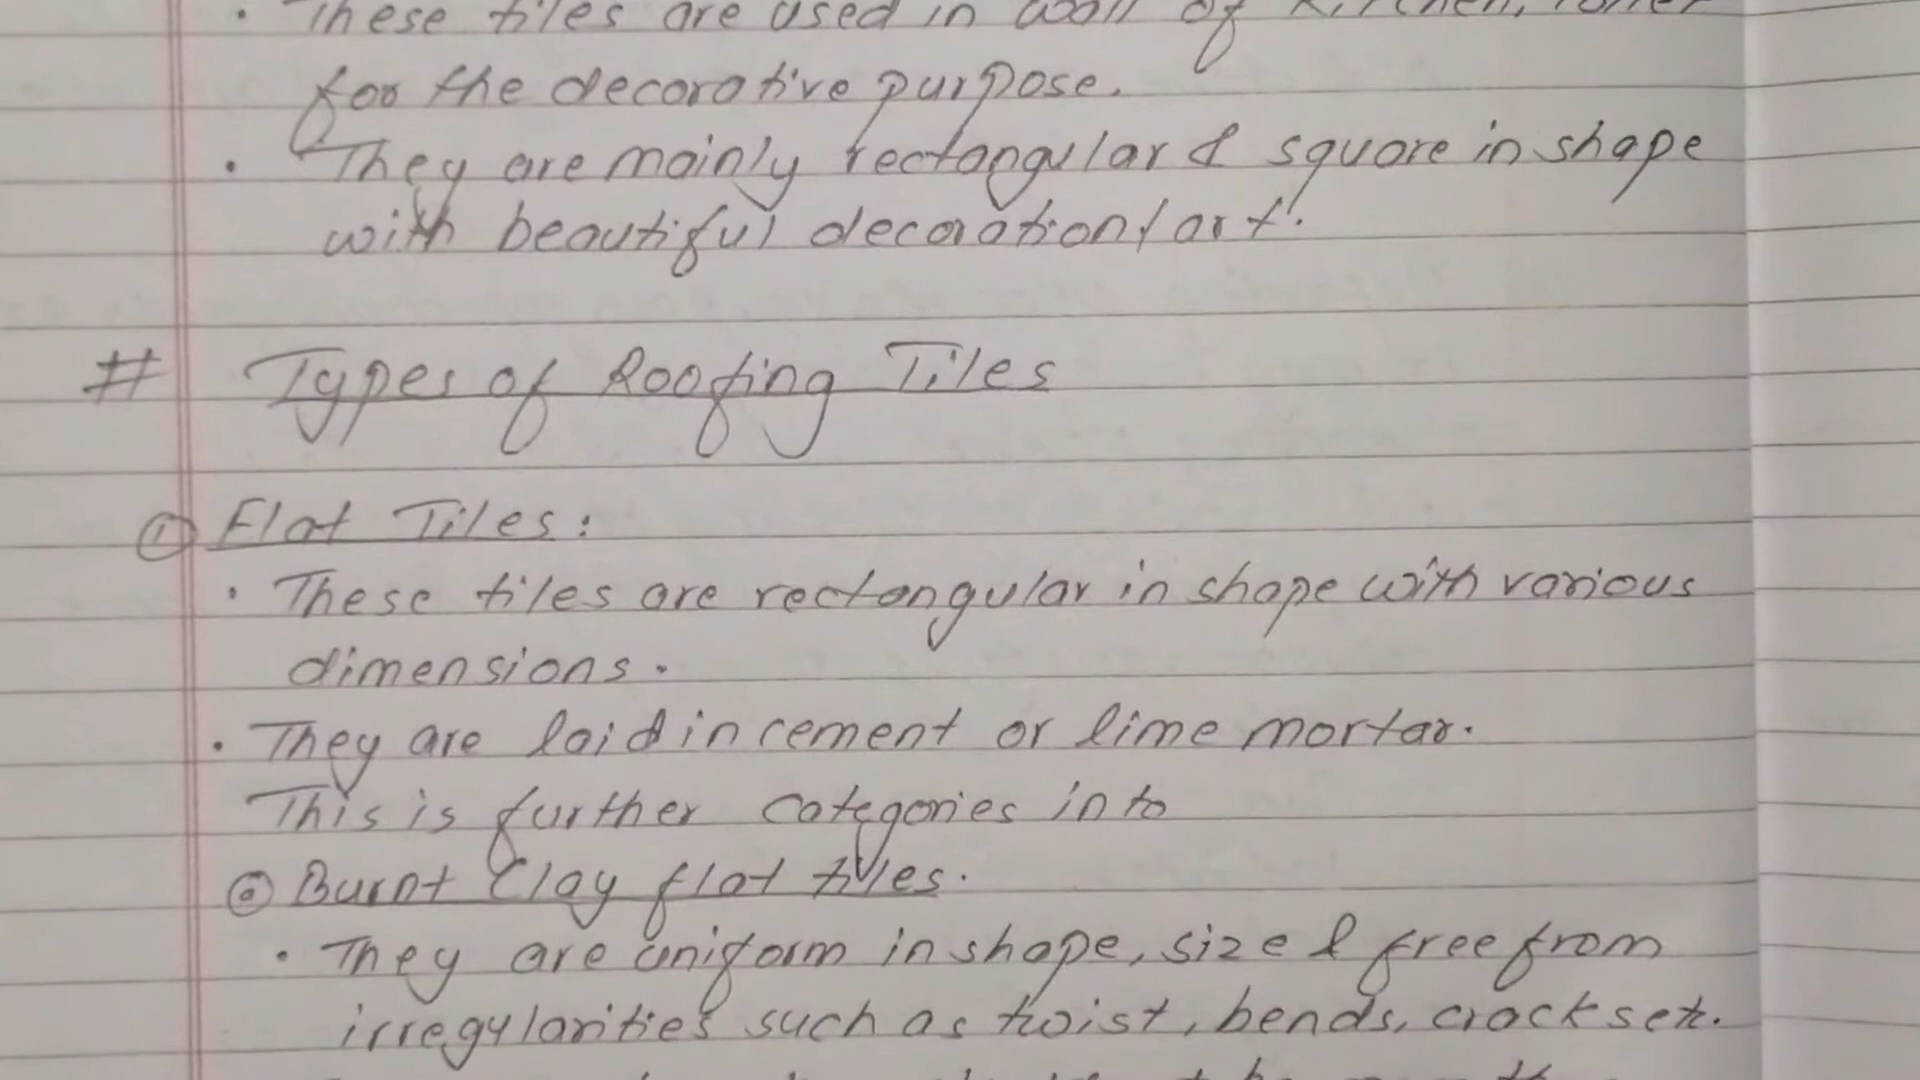 · These tiles are used in wall of kitchen, toilet
for the decorative purpose.
· They are mainly rectangular & square in shape
with beautiful decoration/art.
# Types of Roofing Tiles
① Flat Tiles:
· These tiles are rectangular in shape with various
dimensions.
· They are laid in cement or lime mortar.
This is further categories into
ⓐ Burnt Clay flat tiles.
· They are uniform in shape, size & free from
irregularities such as twist, bends, cracks etc.